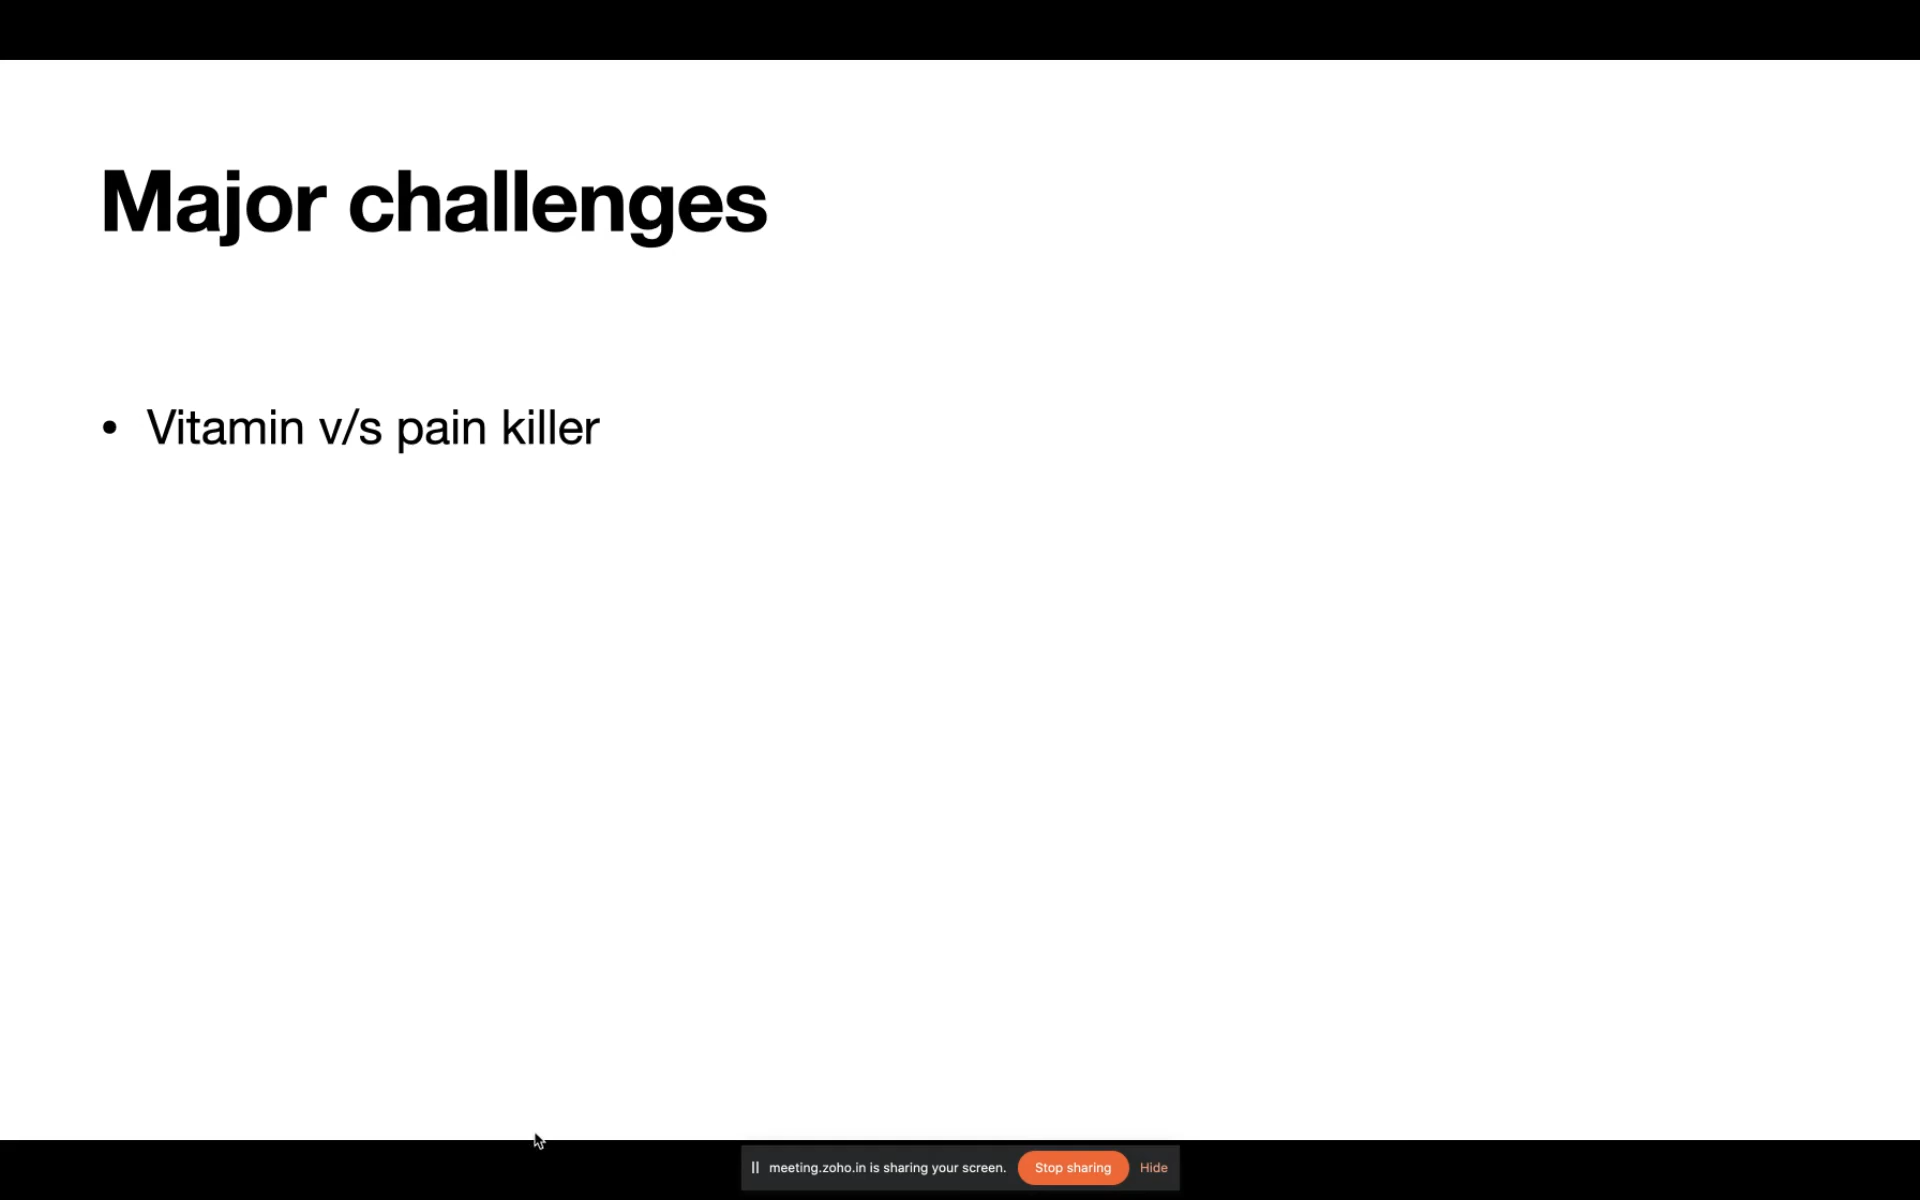 Major challenges
• Vitamin v/s pain killer
meeting.zoho.in is sharing your screen. Stop sharing Hide